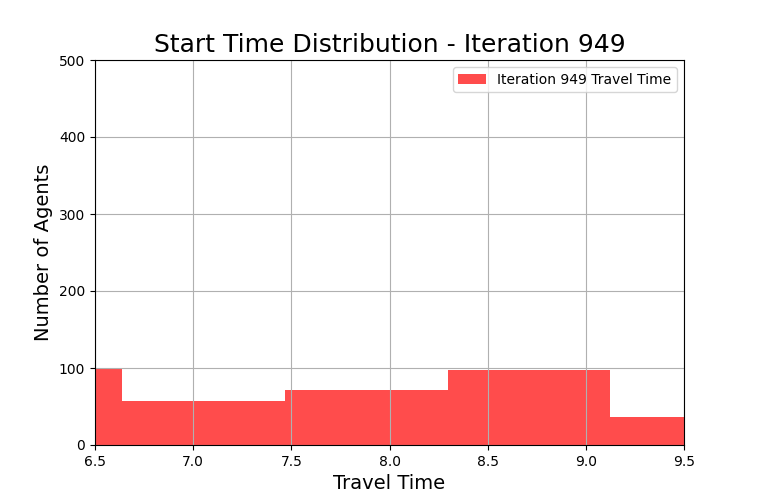 Start Time Distribution - Iteration 949
Iteration 949 Travel Time
Number of Agents
500
400
300
200
100
0
6.5 7.0 7.5 8.0 8.5 9.0 9.5
Travel Time